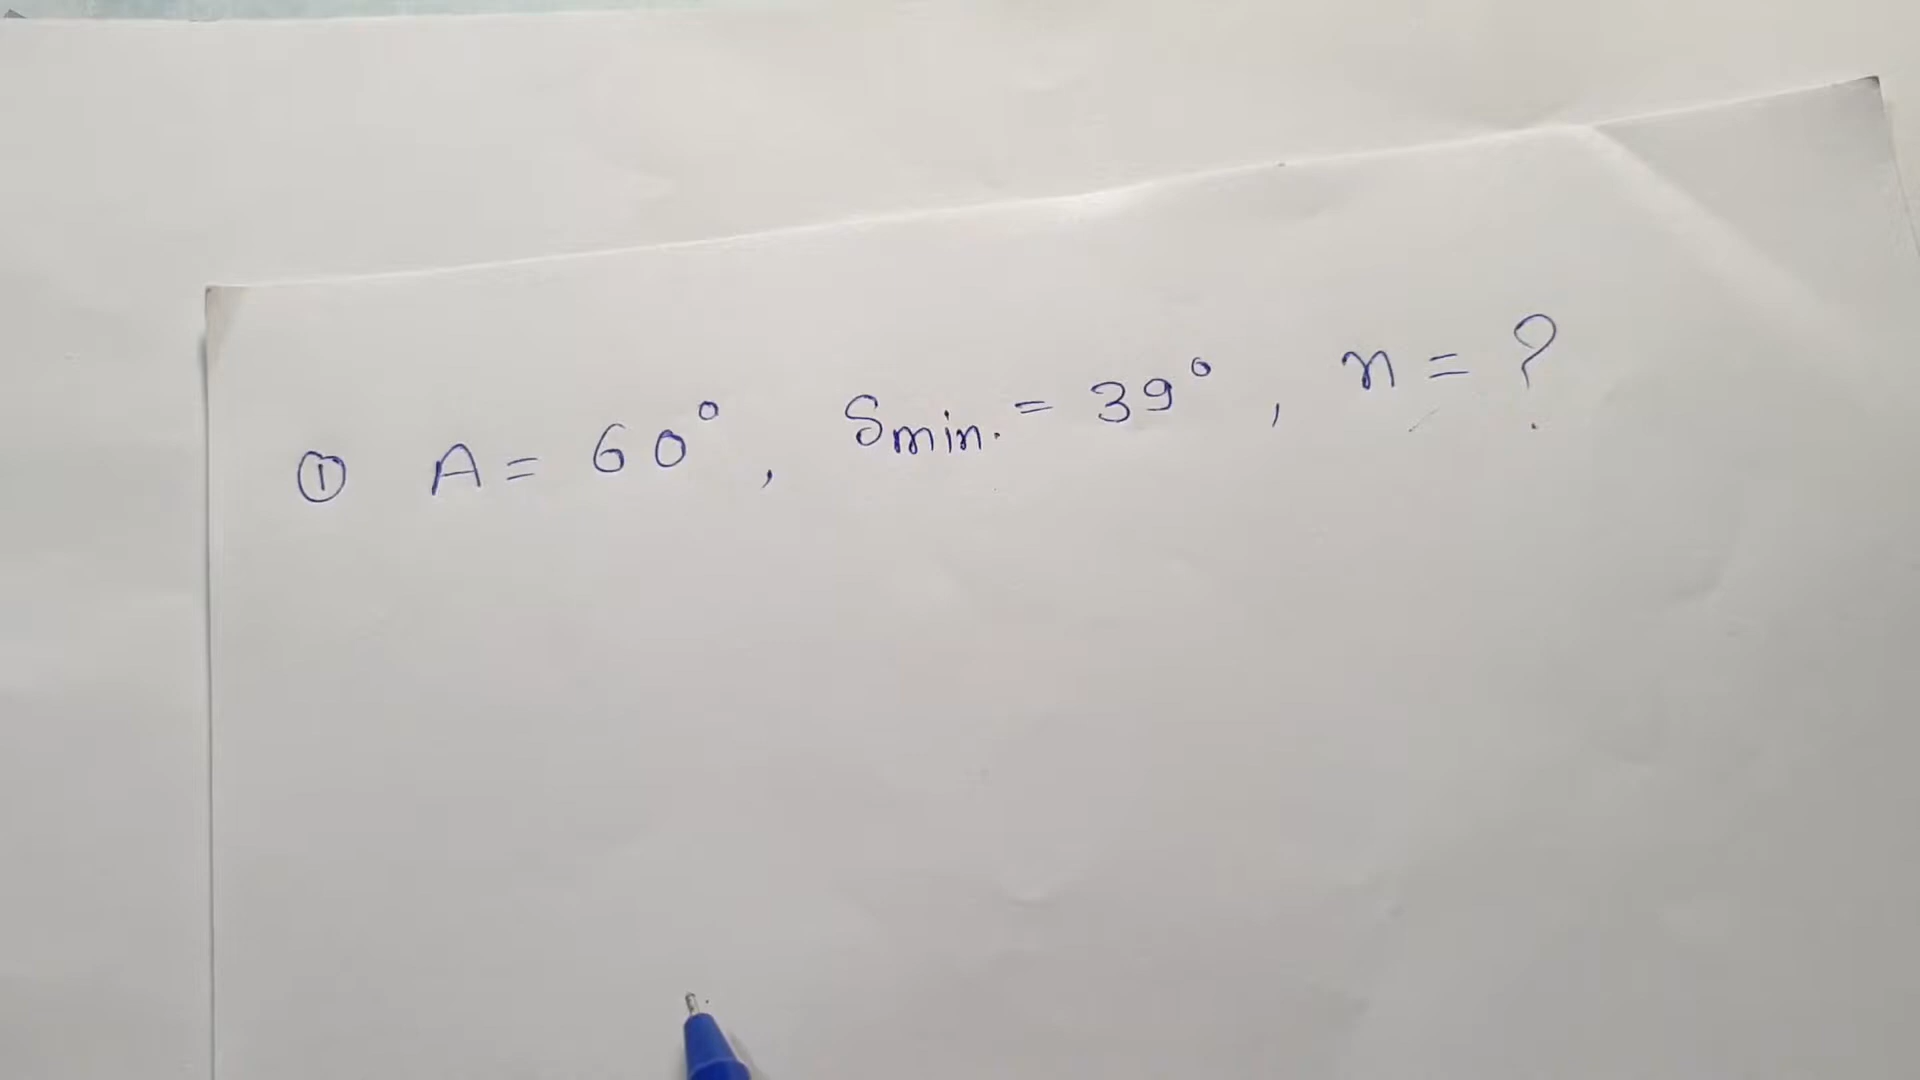 ① A = 60°, δmin. = 39°, n = ?